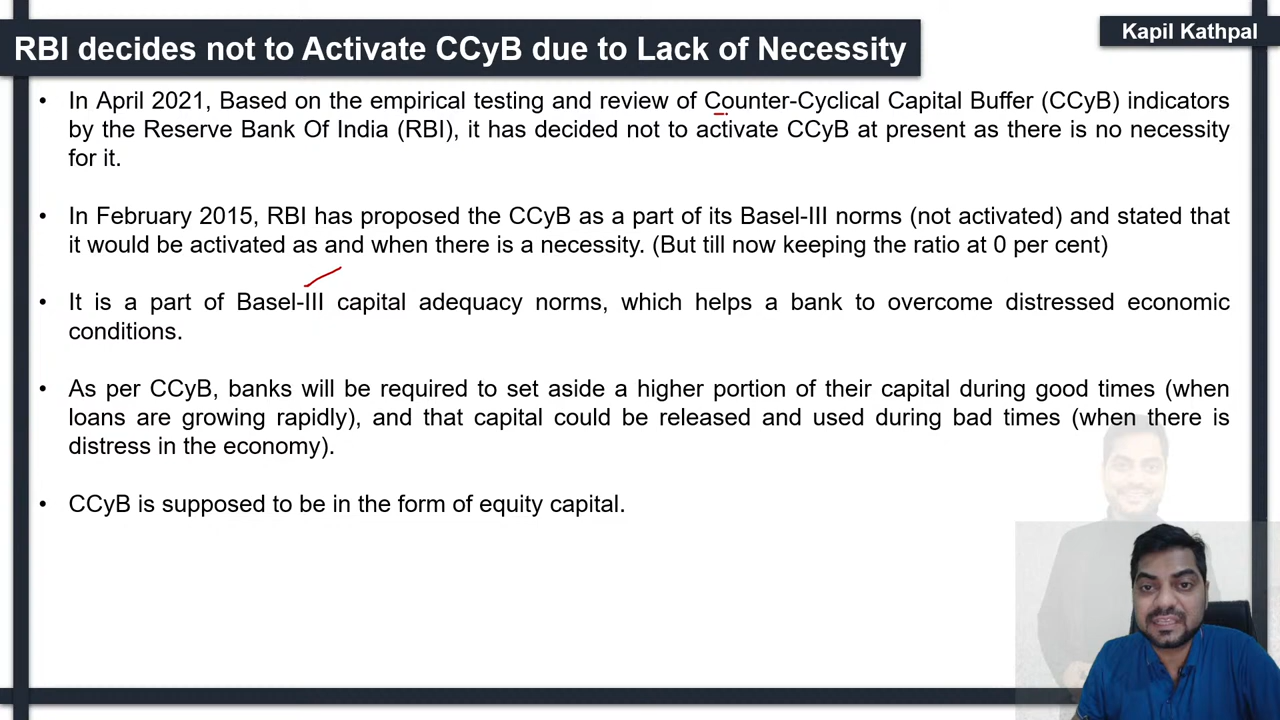 RBI decides not to Activate CCyB due to Lack of Necessity
Kapil Kathpal
• In April 2021, Based on the empirical testing and review of Counter-Cyclical Capital Buffer (CCyB) indicators
by the Reserve Bank Of India (RBI), it has decided not to activate CCyB at present as there is no necessity
for it.
• In February 2015, RBI has proposed the CCyB as a part of its Basel-III norms (not activated) and stated that
it would be activated as and when there is a necessity. (But till now keeping the ratio at 0 per cent)
• It is a part of Basel-III capital adequacy norms, which helps a bank to overcome distressed economic
conditions.
• As per CCyB, banks will be required to set aside a higher portion of their capital during good times (when
loans are growing rapidly), and that capital could be released and used during bad times (when there is
distress in the economy).
• CCyB is supposed to be in the form of equity capital.